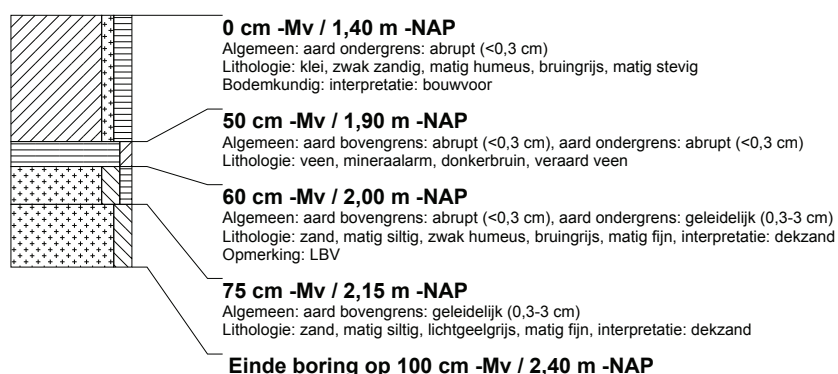 0 cm -Mv / 1,40 m -NAP
Algemeen: aard ondergrens: abrupt (<0,3 cm)
Lithologie: klei, zwak zandig, matig humeus, bruingrijs, matig stevig
Bodemkundig: interpretatie: bouwvoor
50 cm -Mv / 1,90 m -NAP
Algemeen: aard bovengrens: abrupt (<0,3 cm), aard ondergrens: abrupt (<0,3 cm)
Lithologie: veen, mineraalarm, donkerbruin, veraard veen
60 cm -Mv / 2,00 m -NAP
Algemeen: aard bovengrens: abrupt (<0,3 cm), aard ondergrens: geleidelijk (0,3-3 cm)
Lithologie: zand, matig siltig, zwak humeus, bruingrijs, matig fijn, interpretatie: dekzand
Opmerking: LBV
75 cm -Mv / 2,15 m -NAP
Algemeen: aard bovengrens: geleidelijk (0,3-3 cm)
Lithologie: zand, matig siltig, lichtgeelgrijs, matig fijn, interpretatie: dekzand
Einde boring op 100 cm -Mv / 2,40 m -NAP